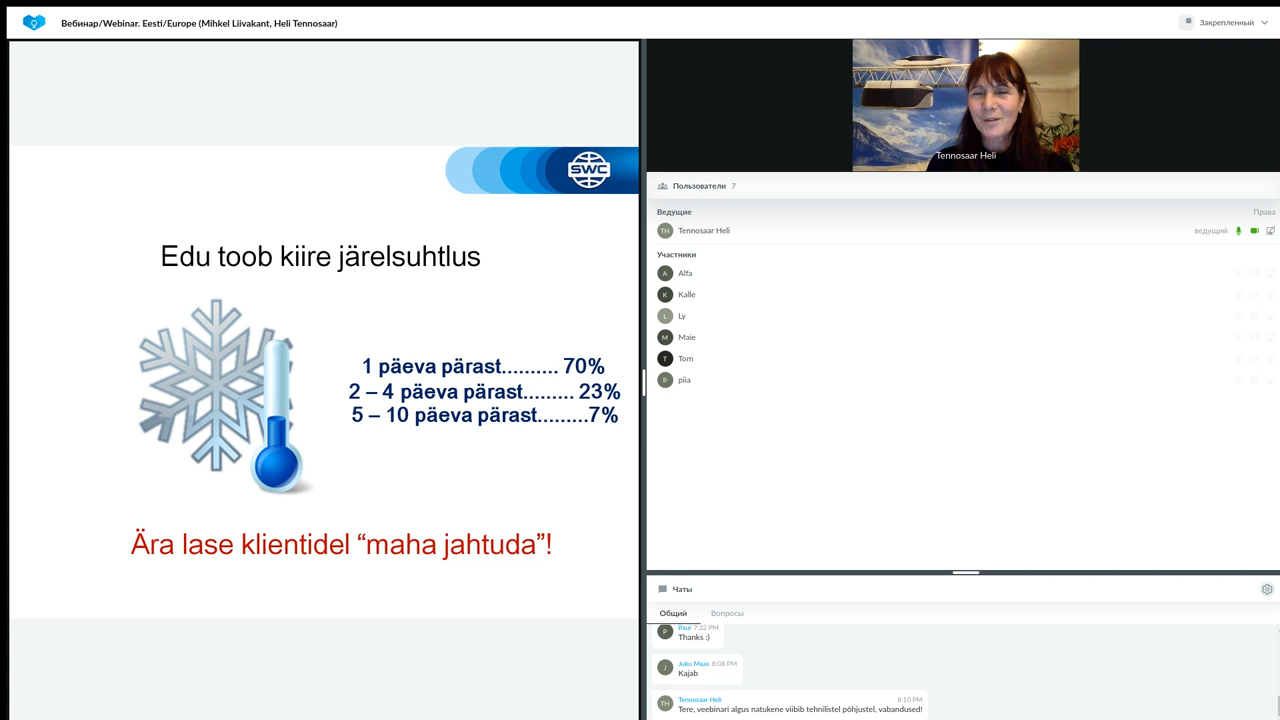 Вебинар/Webinar. Eesti/Europe (Mihkel Liivakant, Heli Tennosaar)
Закрепленный
SWC
Edu toob kiire järelsuhtlus
1 päeva pärast.......... 70%
2 – 4 päeva pärast......... 23%
5 – 10 päeva pärast.........7%
Ära lase klientidel “maha jahtuda”!
Tennosaar Heli
Пользователи 7
Ведущие
Права
TH Tennosaar Heli
ведущий
Участники
A Alfa
K Kalle
L Ly
M Maie
T Tom
P piia
Чаты
Общий
Вопросы
P Paul 7:32 PM
Thanks :)
J Juku Maas 8:08 PM
Kajab
TH Tennosaar Heli 8:10 PM
Tere, veebinari algus natukene viibib tehnilistel põhjustel, vabandused!